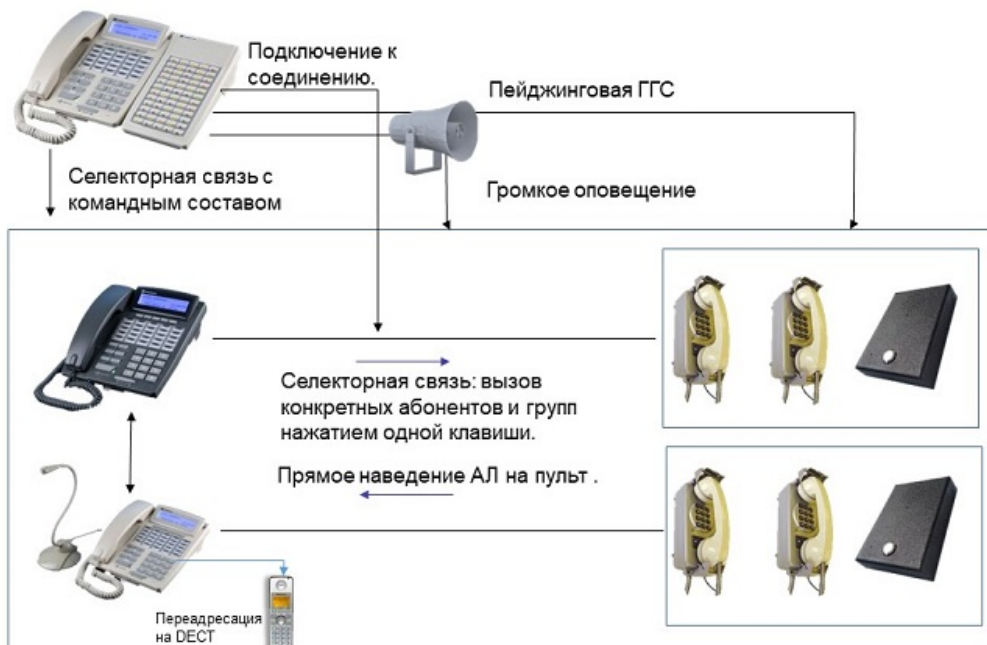 Подключение к
соединению.
Пейджинговая ГГС
Селекторная связь с
командным составом
Громкое оповещение
Селекторная связь: вызов
конкретных абонентов и групп
нажатием одной клавиши.
Прямое наведение АЛ на пульт .
Переадресация
на DECT